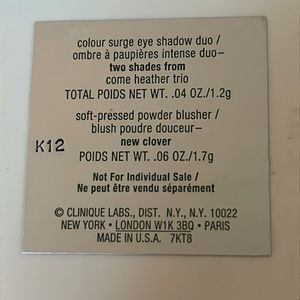 colour surge eye shadow duo /
ombre à paupières intense duo–
two shades from
come heather trio
TOTAL POIDS NET WT. .04 OZ./1.2g
soft-pressed powder blusher /
blush poudre douceur–
new clover
K12
POIDS NET WT. .06 OZ./1.7g
Not For Individual Sale /
Ne peut être vendu séparément
© CLINIQUE LABS., DIST. N.Y., N.Y. 10022
NEW YORK • LONDON W1K 3BQ • PARIS
MADE IN U.S.A. 7KT8